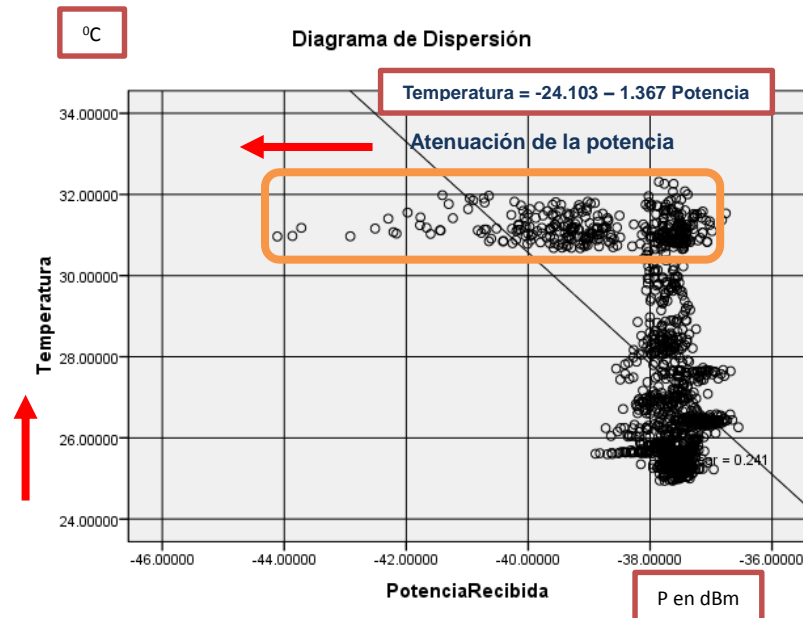 ⁰C
Diagrama de Dispersión
Temperatura = -24.103 – 1.367 Potencia
Atenuación de la potencia
34.00000
32.00000
30.00000
28.00000
26.00000
24.00000
Temperatura
= 0.241
-46.00000 -44.00000 -42.00000 -40.00000 -38.00000 -36.00000
PotenciaRecibida
P en dBm